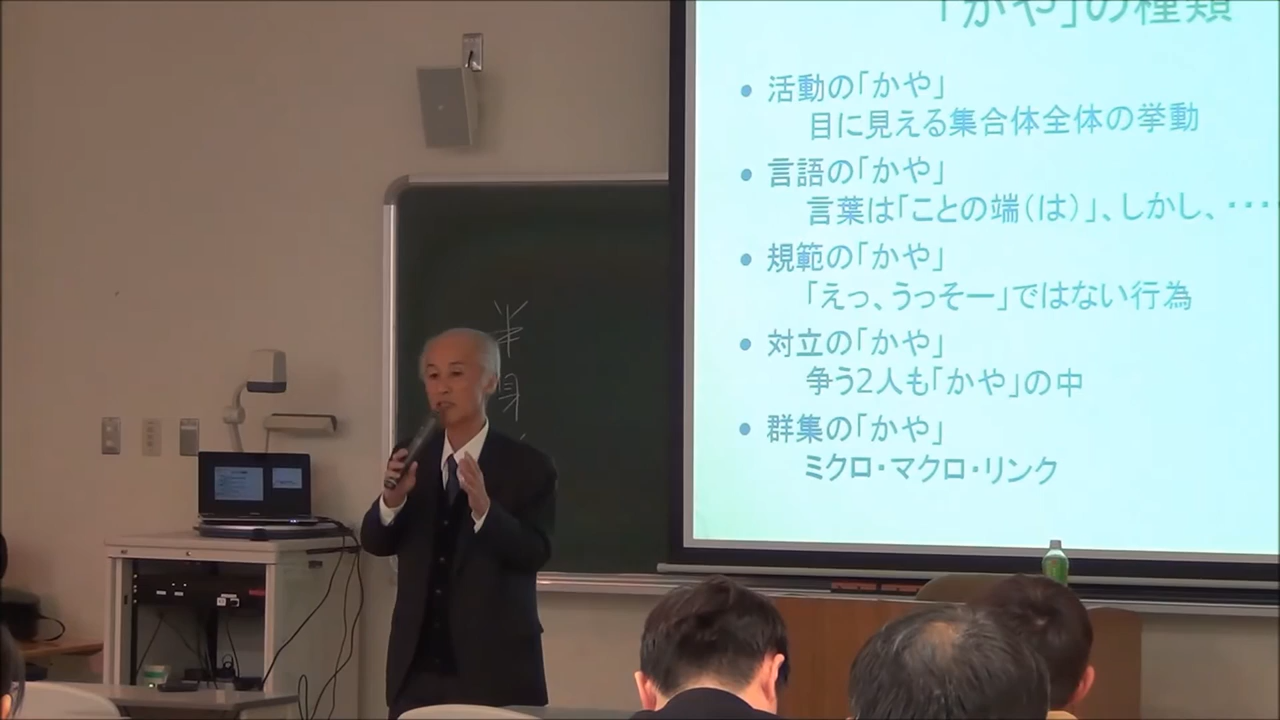 「かや」の種類
• 活動の「かや」
目に見える集合体全体の挙動
• 言語の「かや」
言葉は「ことの端(は)」、しかし、・・・・
• 規範の「かや」
「えっ、うっそー」ではない行為
• 対立の「かや」
争う2人も「かや」の中
• 群集の「かや」
ミクロ・マクロ・リンク
半身